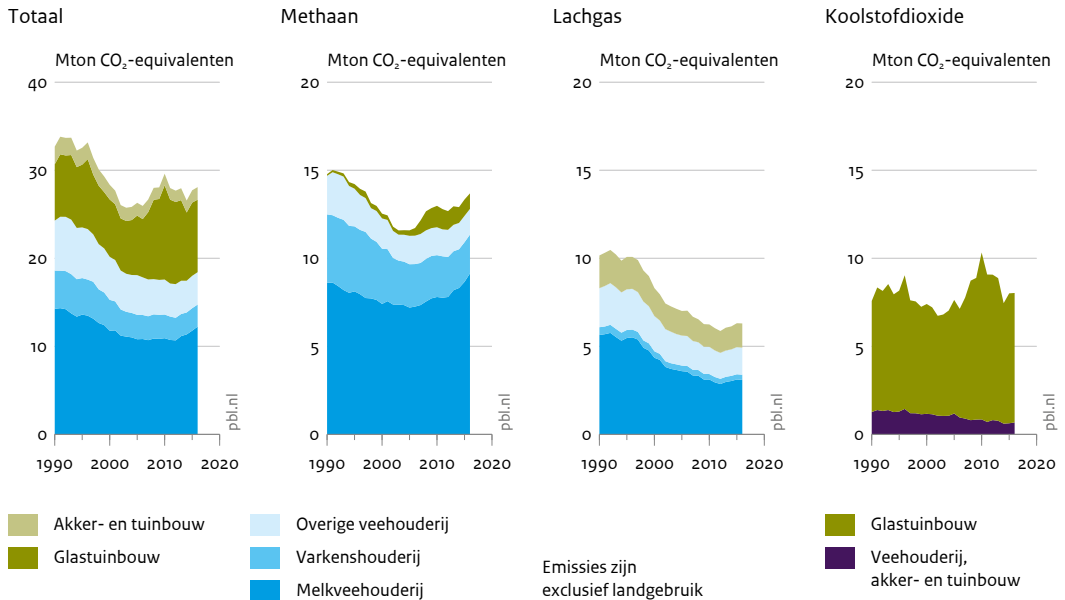 Totaal
Mton CO₂-equivalenten
40
30
20
10
0
1990 2000 2010 2020
pbl.nl
Methaan
Mton CO₂-equivalenten
20
15
10
5
0
1990 2000 2010 2020
pbl.nl
Lachgas
Mton CO₂-equivalenten
20
15
10
5
0
1990 2000 2010 2020
pbl.nl
Koolstofdioxide
Mton CO₂-equivalenten
20
15
10
5
0
1990 2000 2010 2020
pbl.nl
Akker- en tuinbouw
Glastuinbouw
Overige veehouderij
Varkenshouderij
Melkveehouderij
Emissies zijn
exclusief landgebruik
Glastuinbouw
Veehouderij,
akker- en tuinbouw